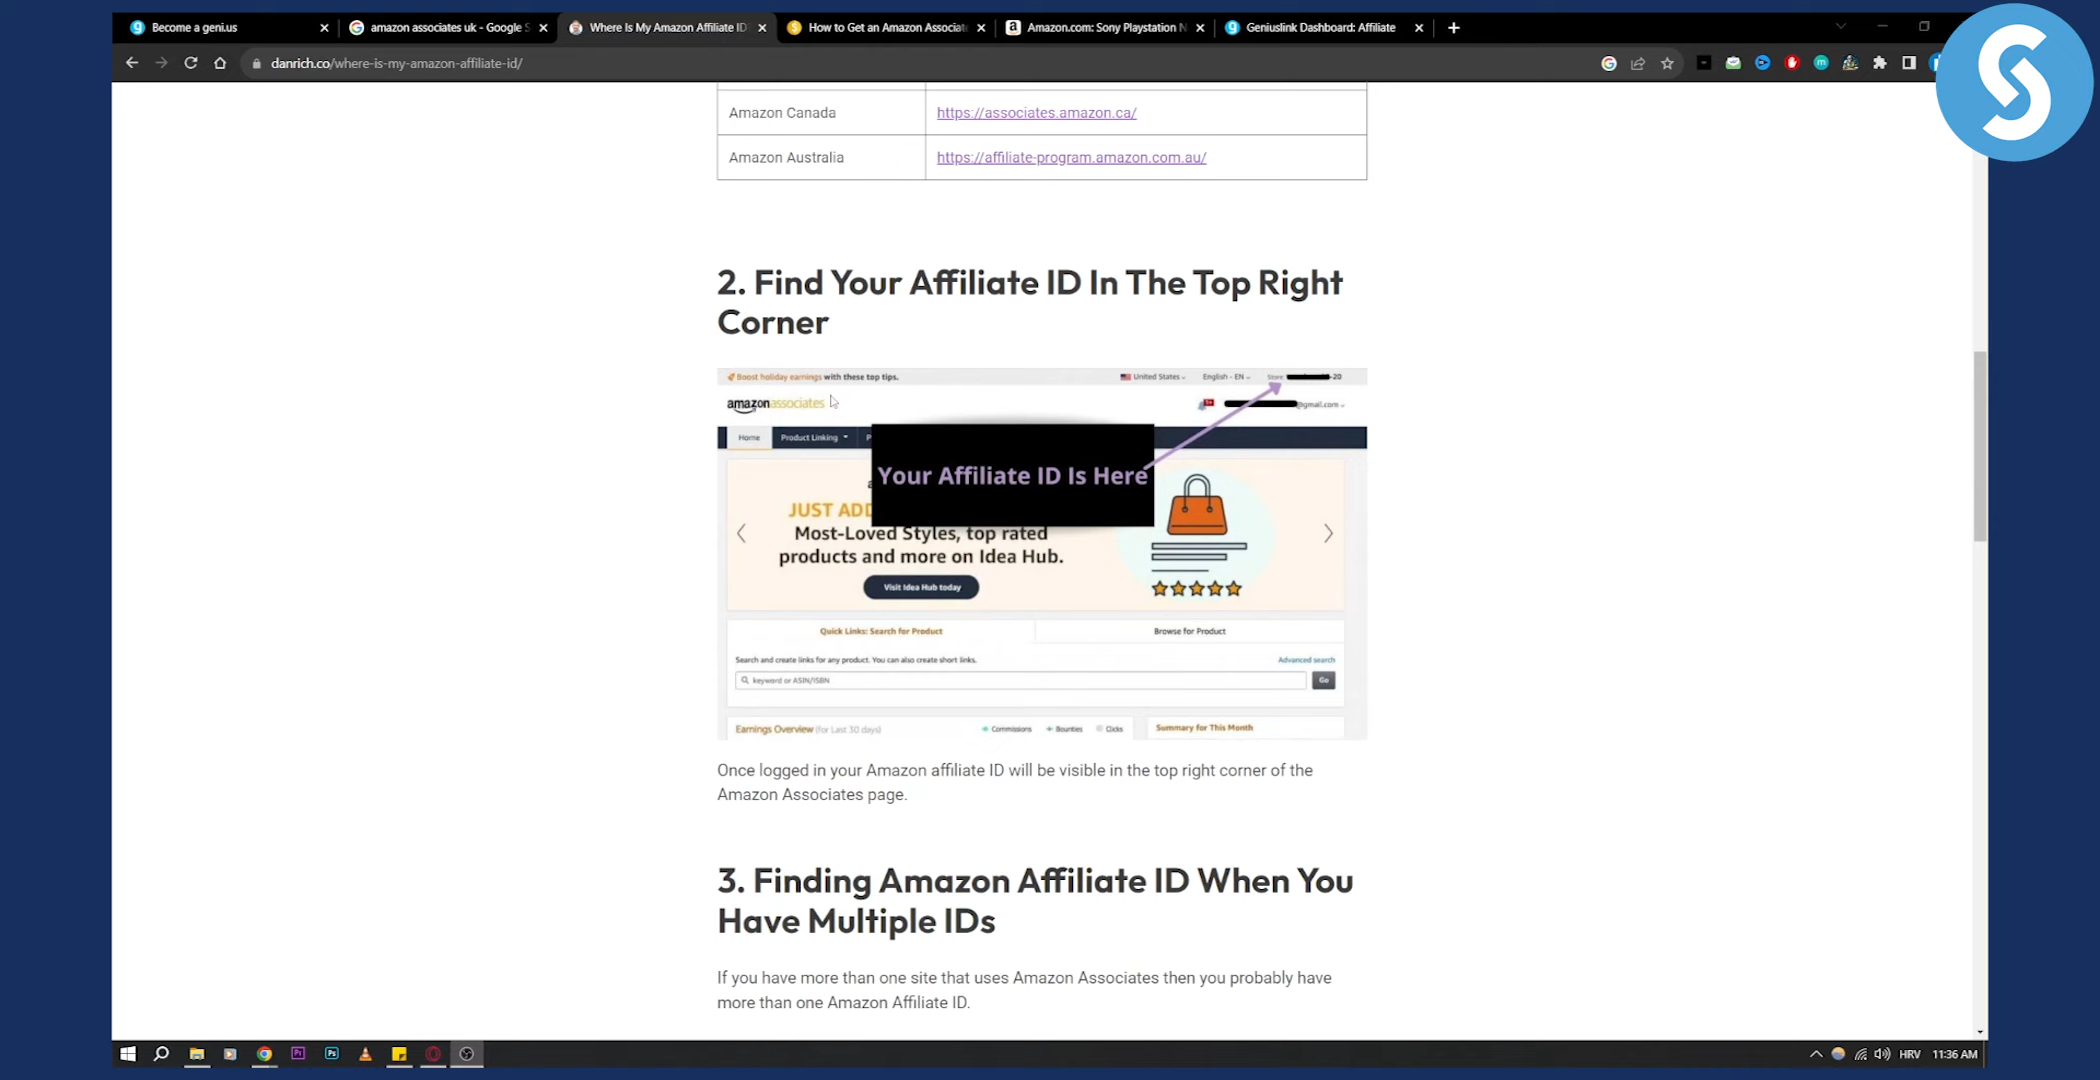 Become a geni.us
amazon associates uk - Google S
Where Is My Amazon Affiliate ID
How to Get an Amazon Associate
Amazon.com: Sony Playstation N
Geniuslink Dashboard: Affiliate
danrich.co/where-is-my-amazon-affiliate-id/
Amazon Canada
https://associates.amazon.ca/
Amazon Australia
https://affiliate-program.amazon.com.au/
2. Find Your Affiliate ID In The Top Right
Corner
Boost holiday earnings with these top tips.
United States
English - EN
Store:
-20
amazonassociates
@gmail.com
Home
Product Linking
P
Your Affiliate ID Is Here
JUST ADD
Most-Loved Styles, top rated
products and more on Idea Hub.
Visit Idea Hub today
Quick Links: Search for Product
Browse for Product
Search and create links for any product. You can also create short links.
Advanced search
keyword or ASIN/ISBN
Go
Earnings Overview (for Last 30 days)
Commissions
Bounties
Clicks
Summary for This Month
Once logged in your Amazon affiliate ID will be visible in the top right corner of the
Amazon Associates page.
3. Finding Amazon Affiliate ID When You
Have Multiple IDs
If you have more than one site that uses Amazon Associates then you probably have
more than one Amazon Affiliate ID.
Pr
Ps
HRV
11:36 AM